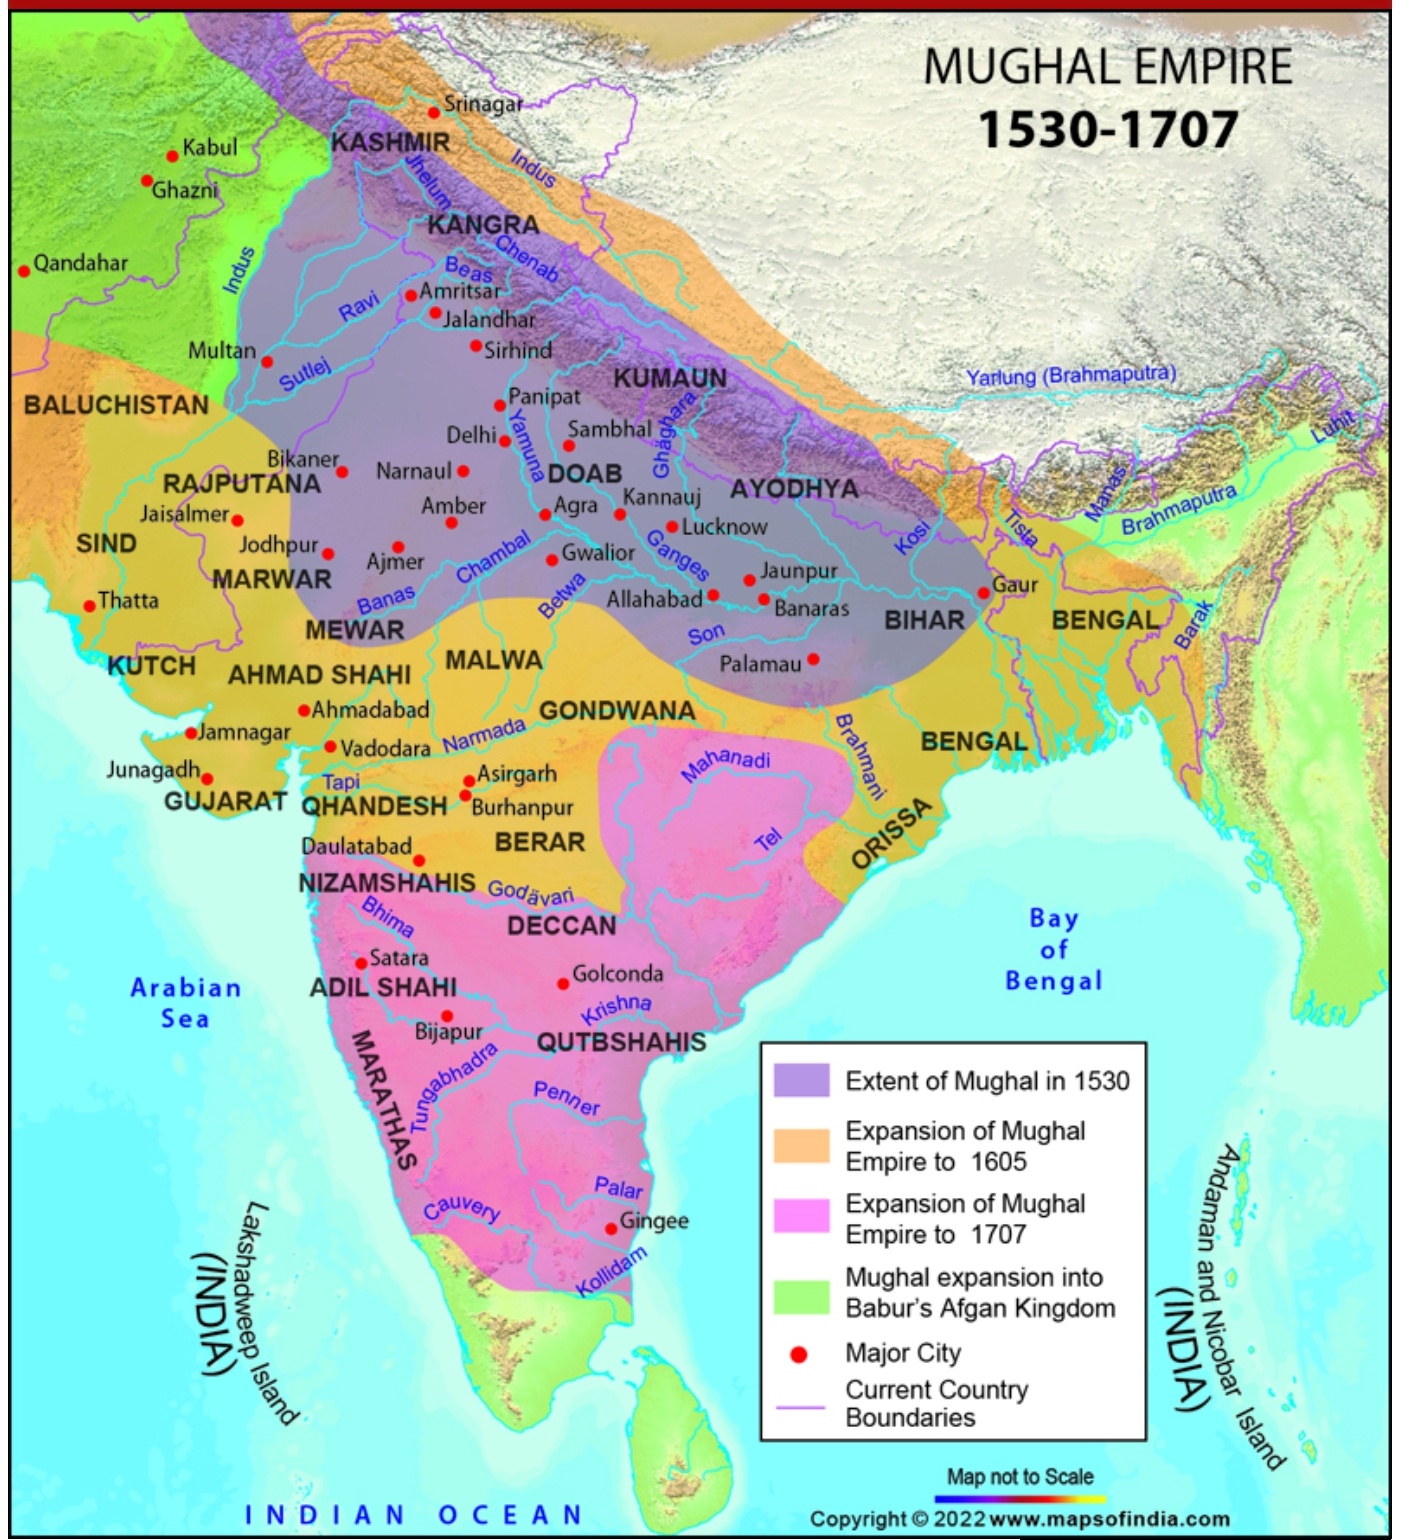 MUGHAL EMPIRE
1530-1707
Srinagar
KASHMIR
Kabul
Ghazni
Jhelum
Indus
KANGRA
Chenab
Qandahar
Indus
Beas
Ravi
Amritsar
Jalandhar
Multan
Sutlej
Sirhind
KUMAUN
Yarlung (Brahmaputra)
BALUCHISTAN
Panipat
Luhit
Delhi
Yamuna
Sambhal
Ghaghara
Bikaner
Narnaul
DOAB
RAJPUTANA
AYODHYA
Manas
Brahmaputra
Jaisalmer
Amber
Agra
Kannauj
Lucknow
Kosi
Tista
SIND
Jodhpur
Ajmer
Chambal
Gwalior
Ganges
MARWAR
Jaunpur
Thatta
Banas
Betwa
Allahabad
Banaras
Gaur
MEWAR
BIHAR
BENGAL
Barak
Son
KUTCH
AHMAD SHAHI
MALWA
Palamau
Ahmadabad
GONDWANA
Jamnagar
Vadodara
Narmada
Brahmani
BENGAL
Junagadh
Tapi
Asirgarh
Mahanadi
GUJARAT
QHANDESH
Burhanpur
Daulatabad
BERAR
Tel
ORISSA
NIZAMSHAHIS
Godävari
Bhima
DECCAN
Bay
of
Bengal
Satara
Golconda
Arabian
Sea
ADIL SHAHI
Krishna
Bijapur
QUTBSHAHIS
MARATHAS
Tungabhadra
Penner
Palar
Cauvery
Gingee
Kollidam
Extent of Mughal in 1530
Expansion of Mughal
Empire to 1605
Expansion of Mughal
Empire to 1707
Mughal expansion into
Babur's Afgan Kingdom
Major City
Current Country
Boundaries
Lakshadweep Island
(INDIA)
Andaman and Nicobar Island
(INDIA)
INDIAN OCEAN
Map not to Scale
Copyright © 2022 www.mapsofindia.com